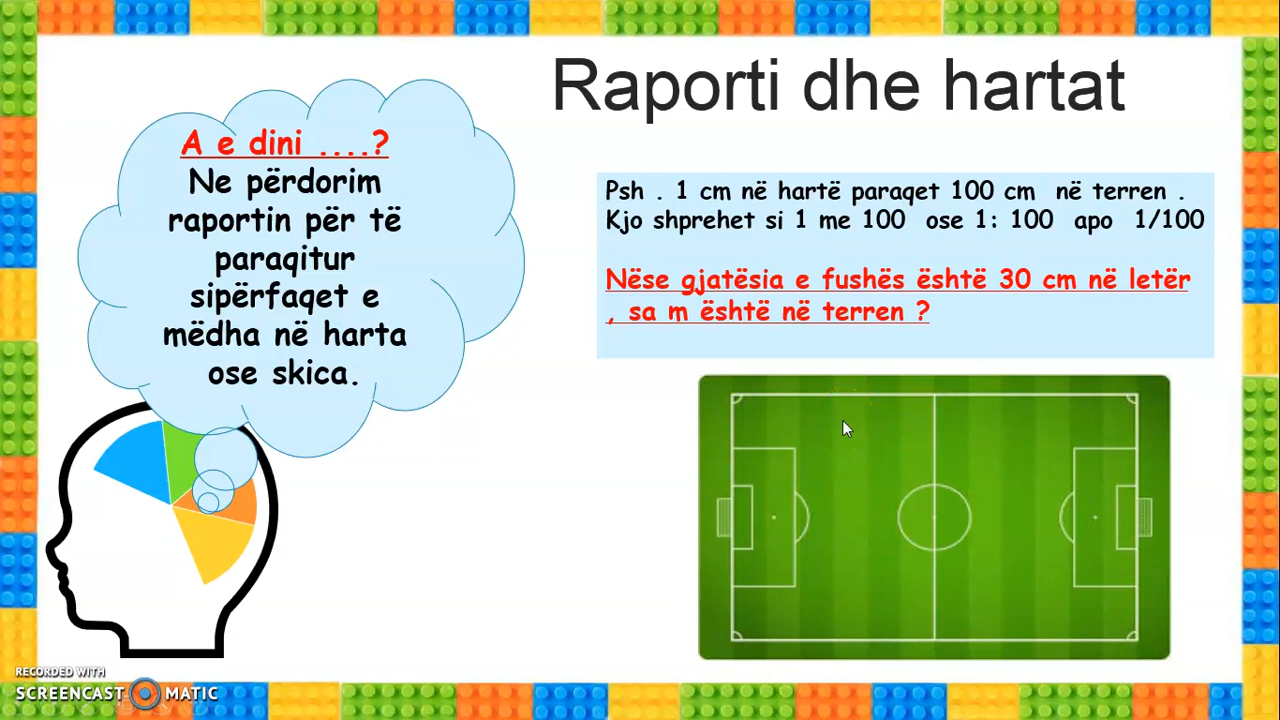 Raporti dhe hartat
A e dini ....?
Ne përdorim
raportin për të
paraqitur
sipërfaqet e
mëdha në harta
ose skica.
Psh . 1 cm në hartë paraqet 100 cm në terren .
Kjo shprehet si 1 me 100 ose 1: 100 apo 1/100
Nëse gjatësia e fushës është 30 cm në letër
, sa m është në terren ?
RECORDED WITH
SCREENCAST MATIC